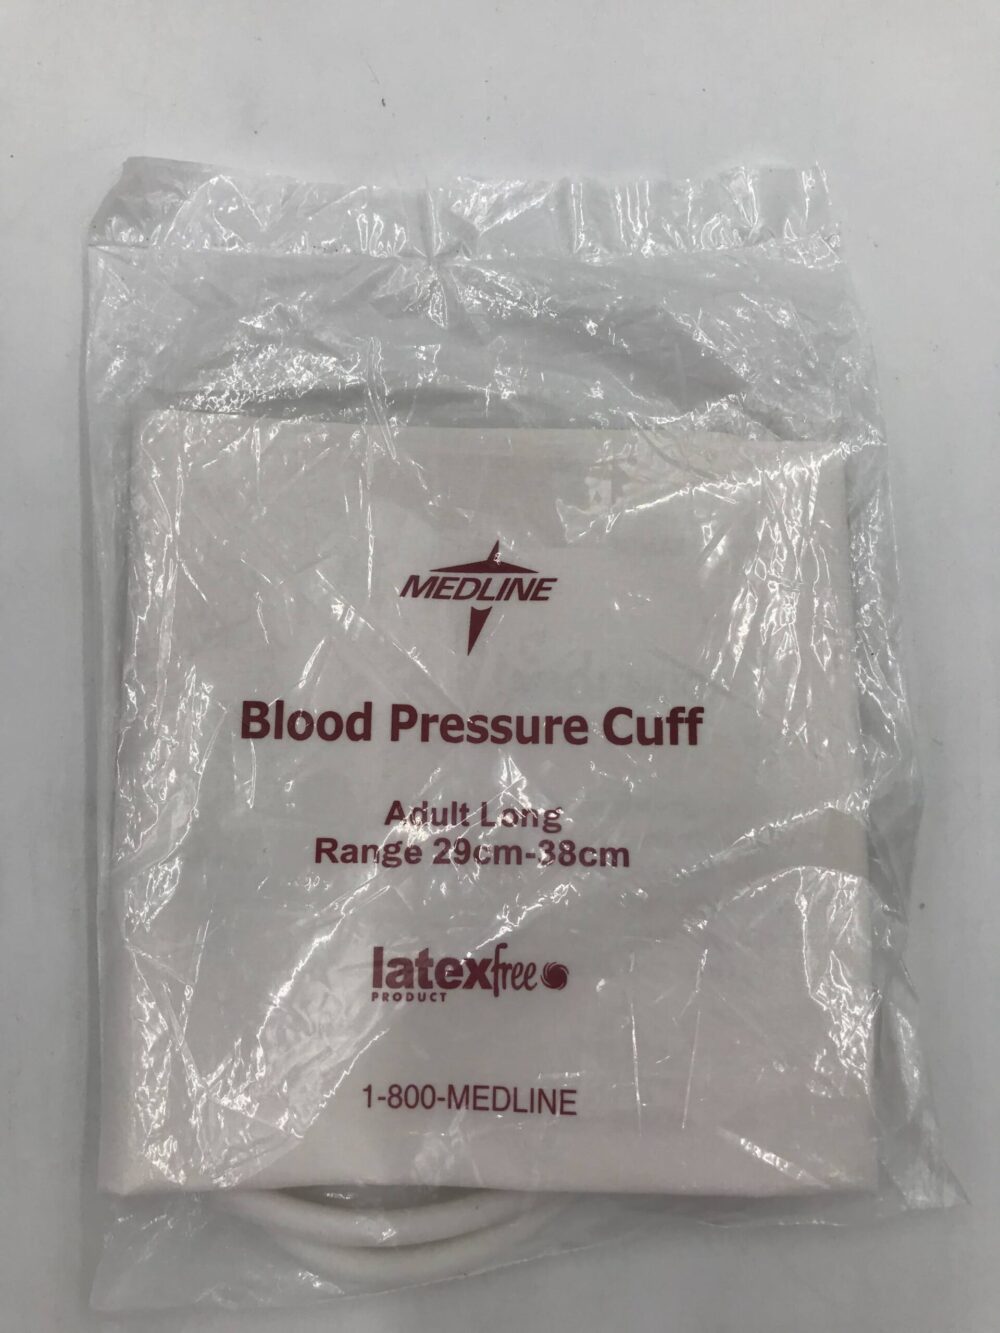 MEDLINE
Blood Pressure Cuff
Adult Long
Range 29cm-38cm
latexfree
PRODUCT
1-800-MEDLINE